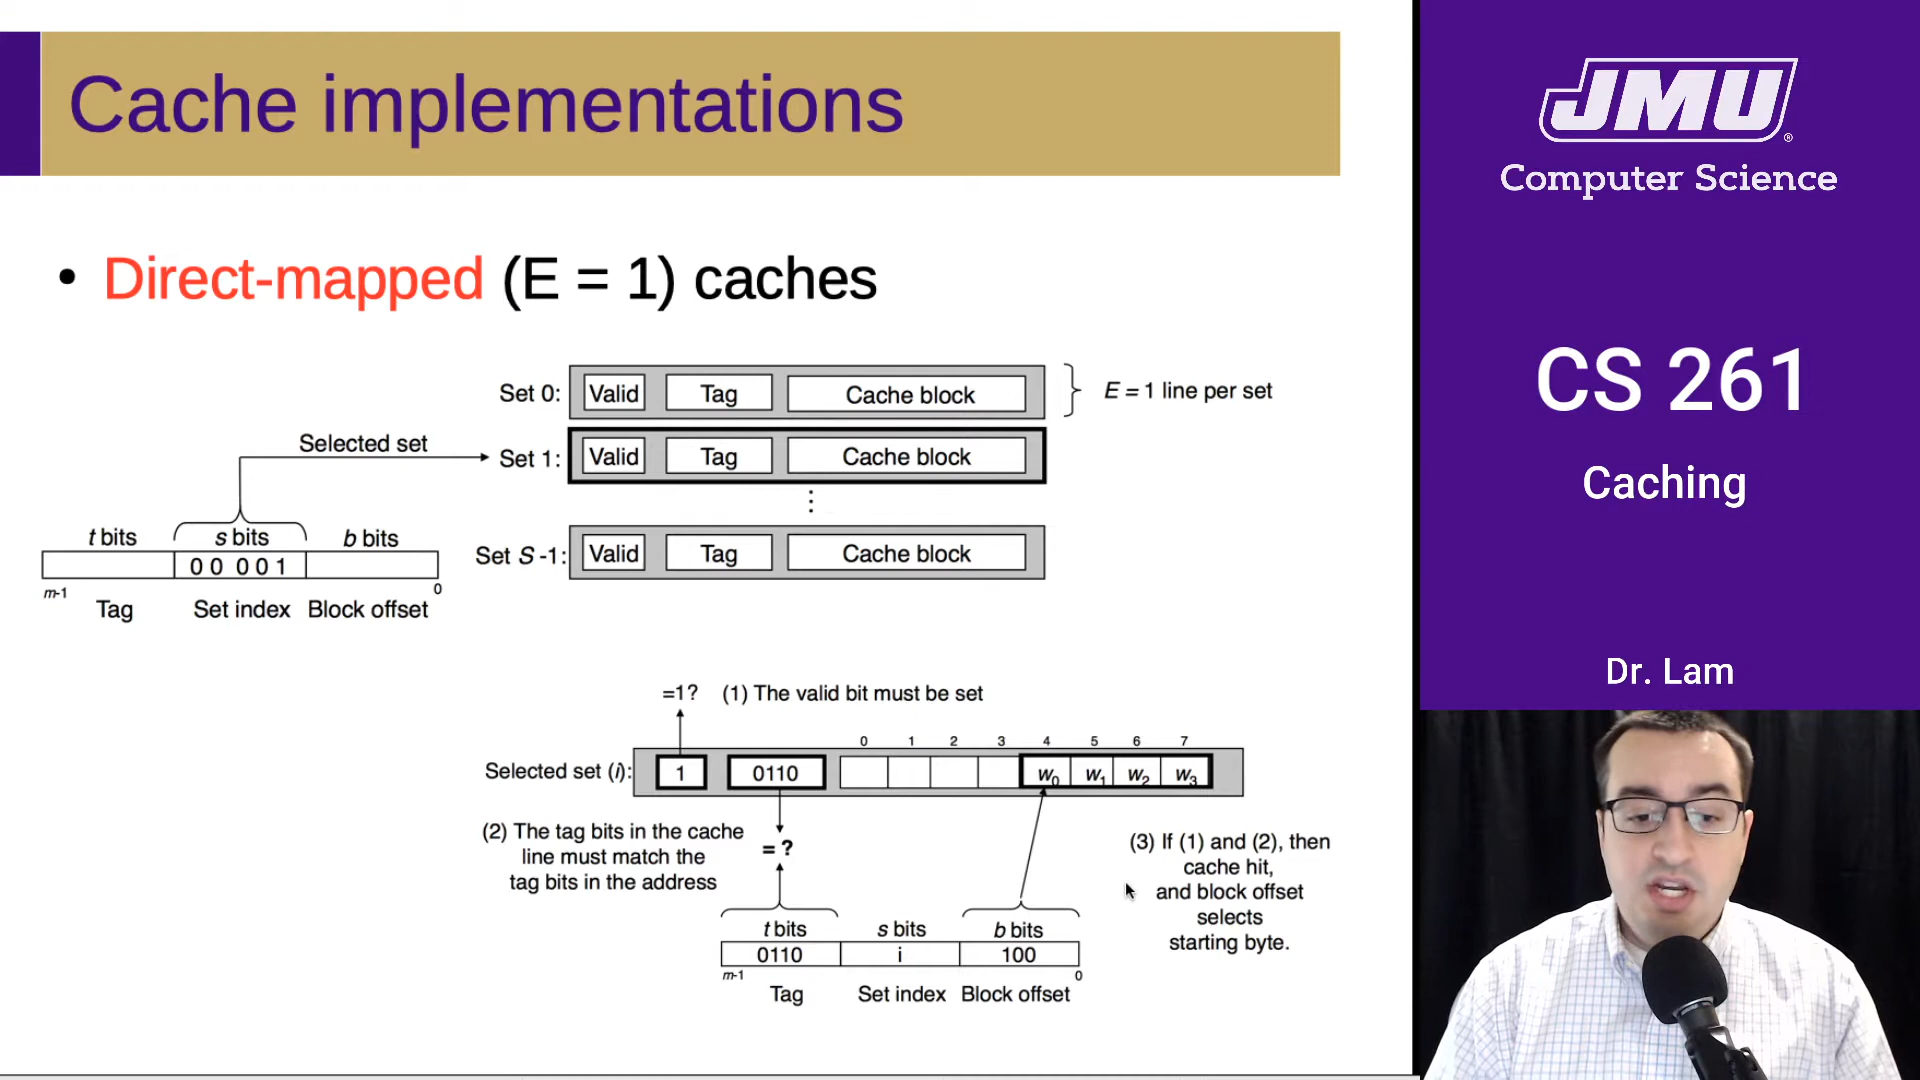 Cache implementations
• Direct-mapped (E = 1) caches
Set 0: Valid Tag Cache block E = 1 line per set
Selected set
Set 1: Valid Tag Cache block
⋮
t bits s bits b bits
0 0 0 0 1
Set S -1: Valid Tag Cache block
m-1 0
Tag Set index Block offset
=1? (1) The valid bit must be set
0 1 2 3 4 5 6 7
Selected set (i): 1 0110 w0 w1 w2 w3
(2) The tag bits in the cache
line must match the
tag bits in the address
= ?
(3) If (1) and (2), then
cache hit,
and block offset
selects
starting byte.
t bits s bits b bits
0110 i 100
m-1 0
Tag Set index Block offset
JMU®
Computer Science
CS 261
Caching
Dr. Lam